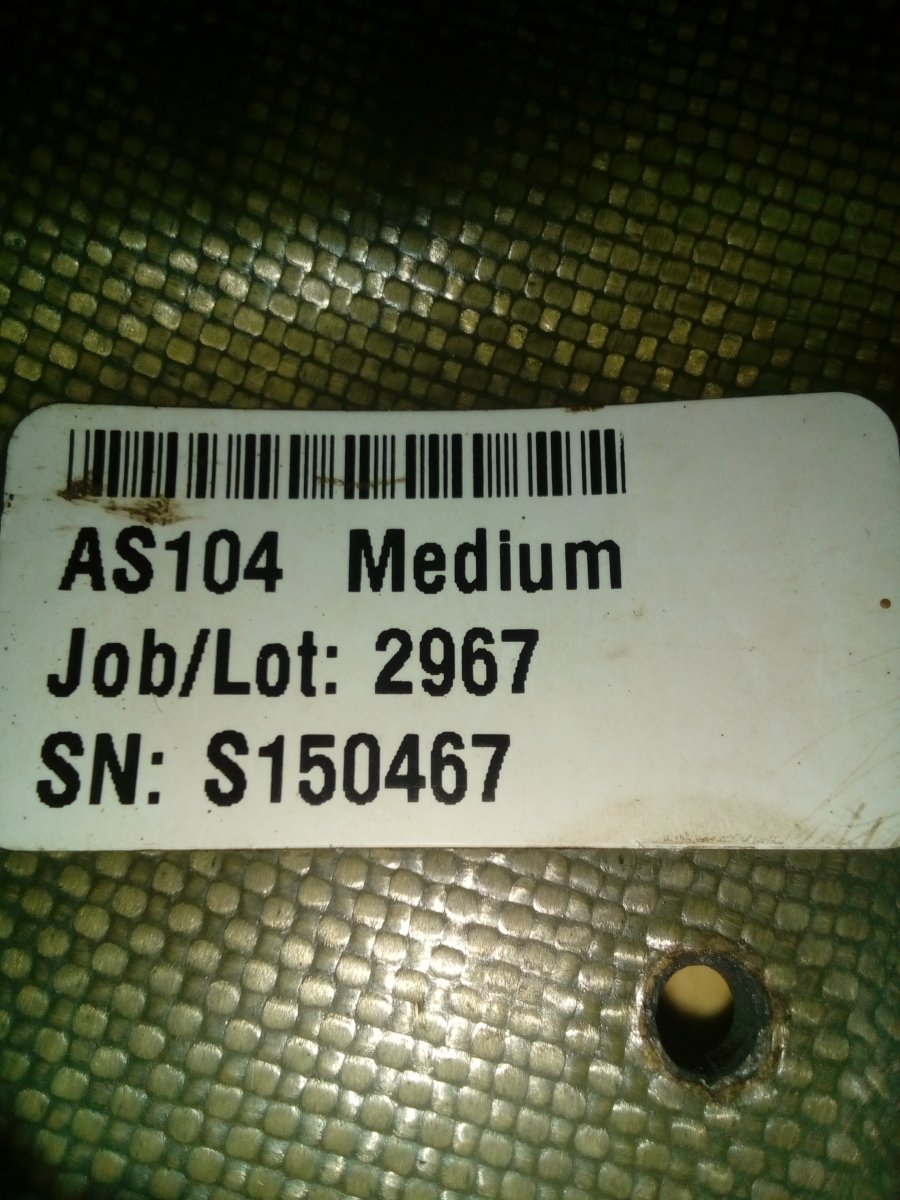 AS104 Medium
Job/Lot: 2967
SN: S150467